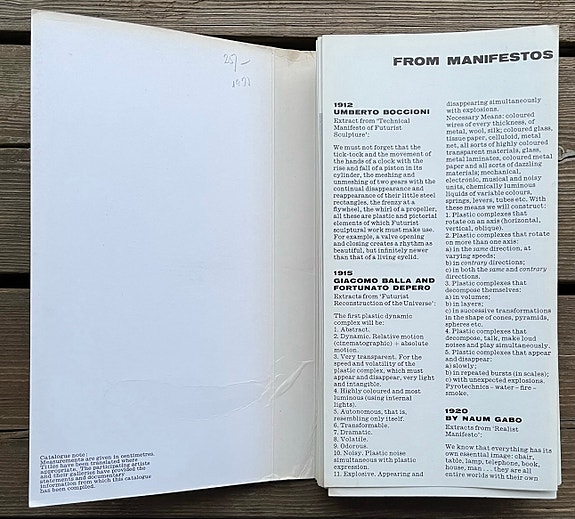 25/-
1971
Catalogue note:
Measurements are given in centimetres.
Titles have been translated where
appropriate. The participating artists
and their galleries have provided the
statements and documentary
information from which this catalogue
has been compiled.
FROM MANIFESTOS
1912
UMBERTO BOCCIONI
Extract from 'Technical
Manifesto of Futurist
Sculpture':
We must not forget that the
tick-tock and the movement of
the hands of a clock with the
rise and fall of a piston in its
cylinder, the meshing and
unmeshing of two gears with the
continual disappearance and
reappearance of their little steel
rectangles, the frenzy at a
flywheel, the whirl of a propeller,
all these are plastic and pictorial
elements of which Futurist
sculptural work must make use.
For example, a valve opening
and closing creates a rhythm as
beautiful, but infinitely newer
than that of a living eyelid.
1915
GIACOMO BALLA AND
FORTUNATO DEPERO
Extracts from 'Futurist
Reconstruction of the Universe':
The first plastic dynamic
complex will be:
1. Abstract.
2. Dynamic. Relative motion
(cinematographic) + absolute
motion.
3. Very transparent. For the
speed and volatility of the
plastic complex, which must
appear and disappear, very light
and intangible.
4. Highly coloured and most
luminous (using internal
lights).
5. Autonomous, that is,
resembling only itself.
6. Transformable.
7. Dramatic.
8. Volatile.
9. Odorous.
10. Noisy. Plastic noise
simultaneous with plastic
expression.
11. Explosive. Appearing and
disappearing simultaneously
with explosions.
Necessary Means: coloured
wires of every thickness, of
metal, wool, silk; coloured glass,
tissue paper, celluloid, metal
net, all sorts of highly coloured
transparent materials, glass,
metal laminates, coloured metal
paper and all sorts of dazzling
materials; mechanical,
electronic, musical and noisy
units, chemically luminous
liquids of variable colours,
springs, levers, tubes etc. With
these means we will construct:
1. Plastic complexes that
rotate on an axis (horizontal,
vertical, oblique).
2. Plastic complexes that rotate
on more than one axis:
a) in the same direction, at
varying speeds;
b) in contrary directions;
c) in both the same and contrary
directions.
3. Plastic complexes that
decompose themselves:
a) in volumes;
b) in layers;
c) in successive transformations
in the shape of cones, pyramids,
spheres etc.
4. Plastic complexes that
decompose, talk, make loud
noises and play simultaneously.
5. Plastic complexes that appear
and disappear:
a) slowly;
b) in repeated bursts (in scales);
c) with unexpected explosions.
Pyrotechnics – water – fire –
smoke.
1920
BY NAUM GABO
Extracts from 'Realist
Manifesto':
We know that everything has its
own essential image: chair,
table, lamp, telephone, book,
house, man . . . they are all
entire worlds with their own